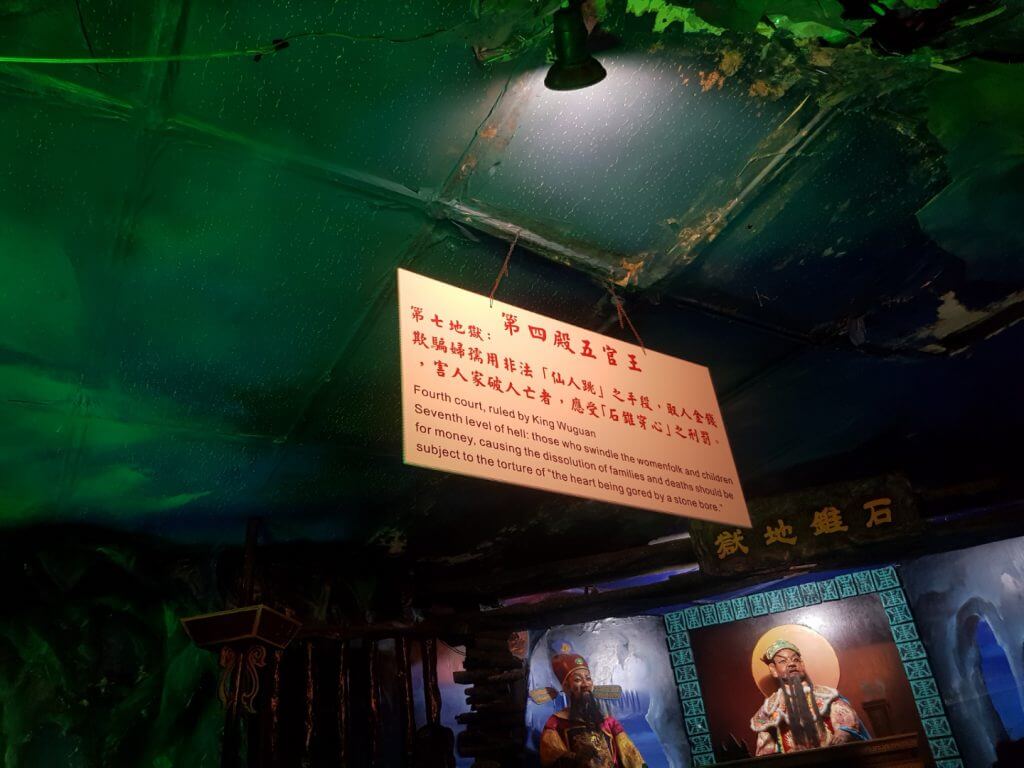 第四殿五官王
第七地獄：
欺騙婦孺用非法「仙人跳」之手段，取人金錢
，害人家破人亡者，應受「石錐穿心」之刑罰。
Fourth court, ruled by King Wuguan
Seventh level of hell: those who swindle the womenfolk and children
for money, causing the dissolution of families and deaths should be
subject to the torture of "the heart being gored by a stone bore."
石錐地獄